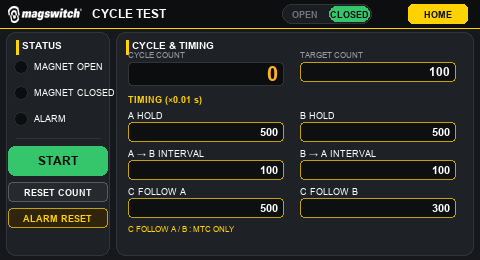 magswitch CYCLE TEST OPEN CLOSED HOME
STATUS
MAGNET OPEN
MAGNET CLOSED
ALARM
START
RESET COUNT
ALARM RESET
CYCLE & TIMING
CYCLE COUNT TARGET COUNT
0 100
TIMING (×0.01 s)
A HOLD B HOLD
500 500
A → B INTERVAL B → A INTERVAL
100 100
C FOLLOW A C FOLLOW B
500 300
C FOLLOW A / B : MTC ONLY